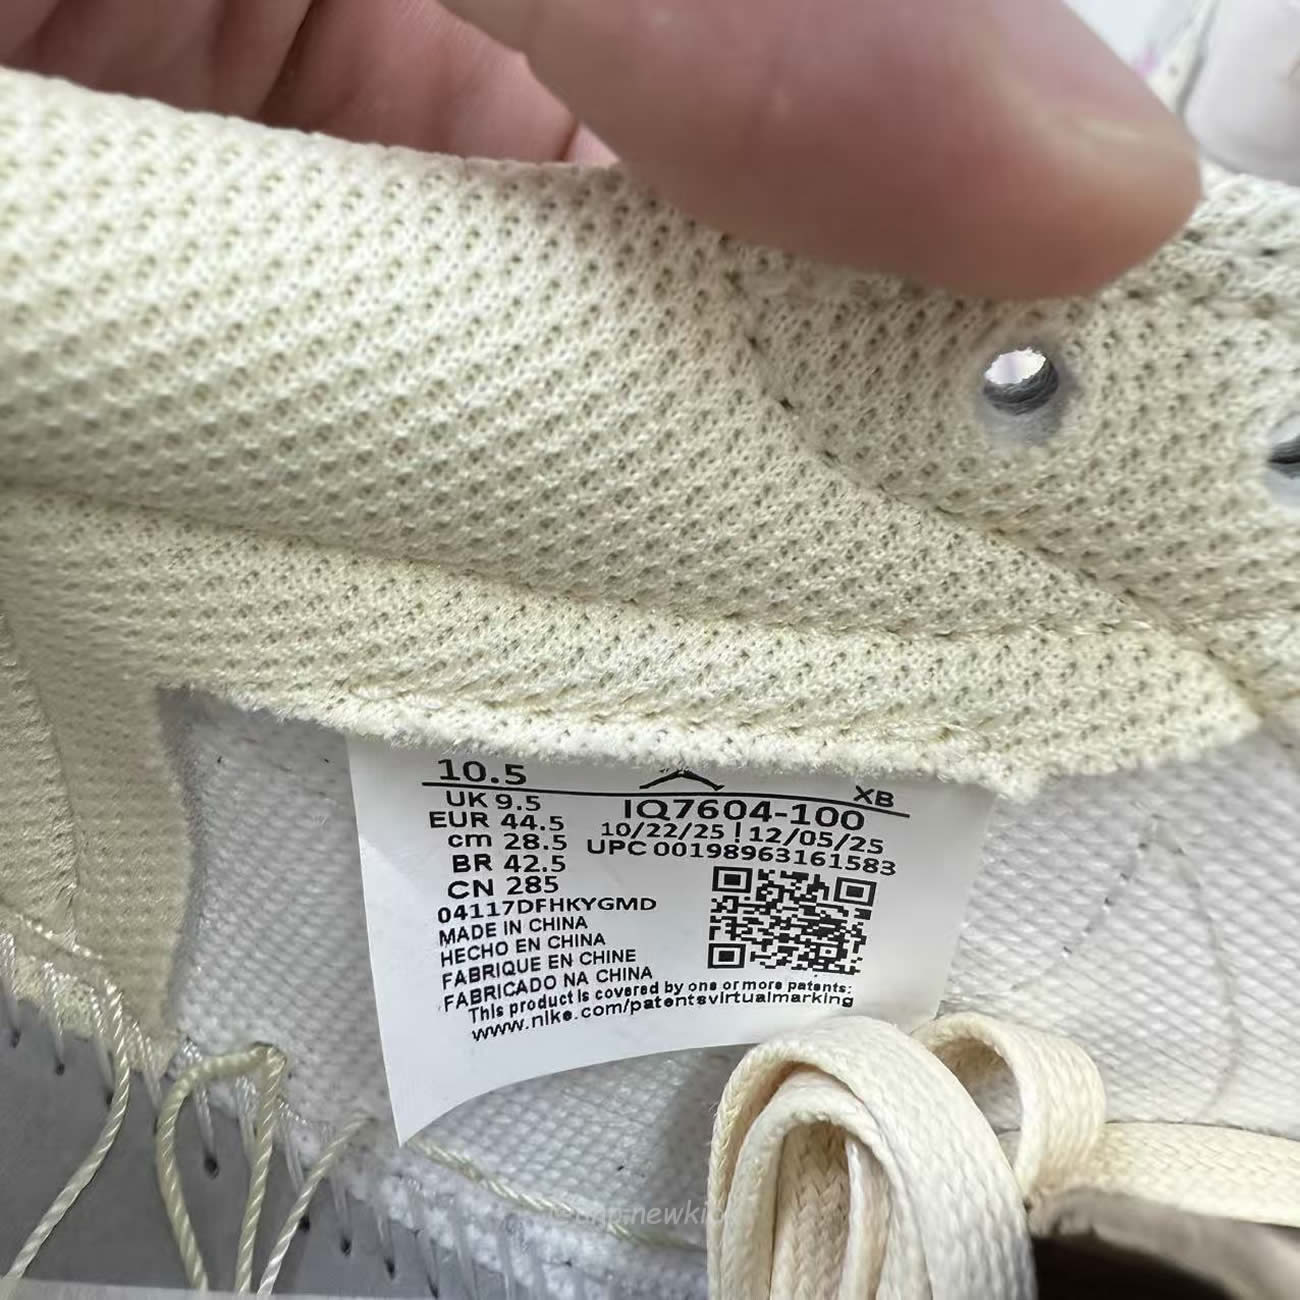 10.5
XB
UK 9.5
IQ7604-100
EUR 44.5
10/22/25 | 12/05/25
cm 28.5
UPC 00198963161583
BR 42.5
CN 285
04117DFHKYGMD
MADE IN CHINA
HECHO EN CHINA
FABRIQUE EN CHINE
FABRICADO NA CHINA
This product is covered by one or more patents:
www.nike.com/patentsvirtualmarking